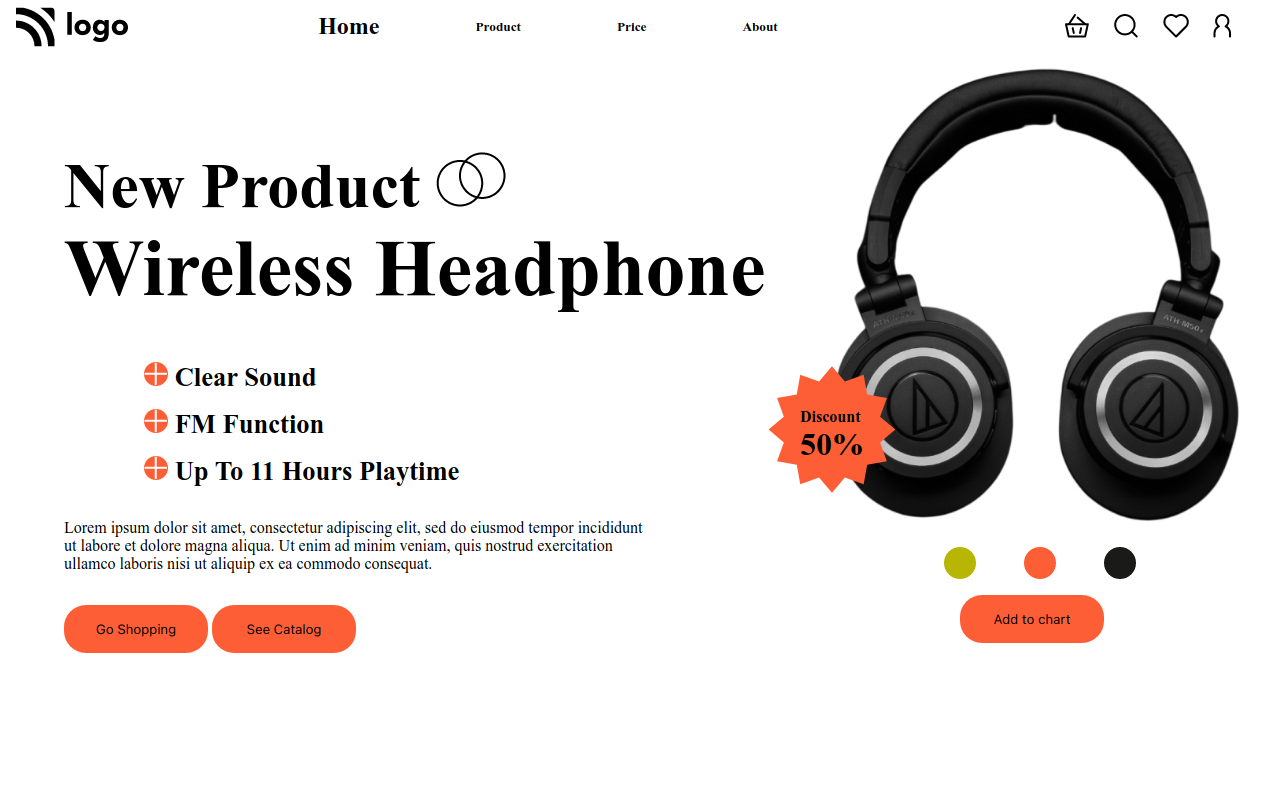 logo
Home
Product
Price
About
New Product
Wireless Headphone
Clear Sound
FM Function
Up To 11 Hours Playtime
Lorem ipsum dolor sit amet, consectetur adipiscing elit, sed do eiusmod tempor incididunt
ut labore et dolore magna aliqua. Ut enim ad minim veniam, quis nostrud exercitation
ullamco laboris nisi ut aliquip ex ea commodo consequat.
Go Shopping
See Catalog
ATH-M50x
Discount
50%
Add to chart